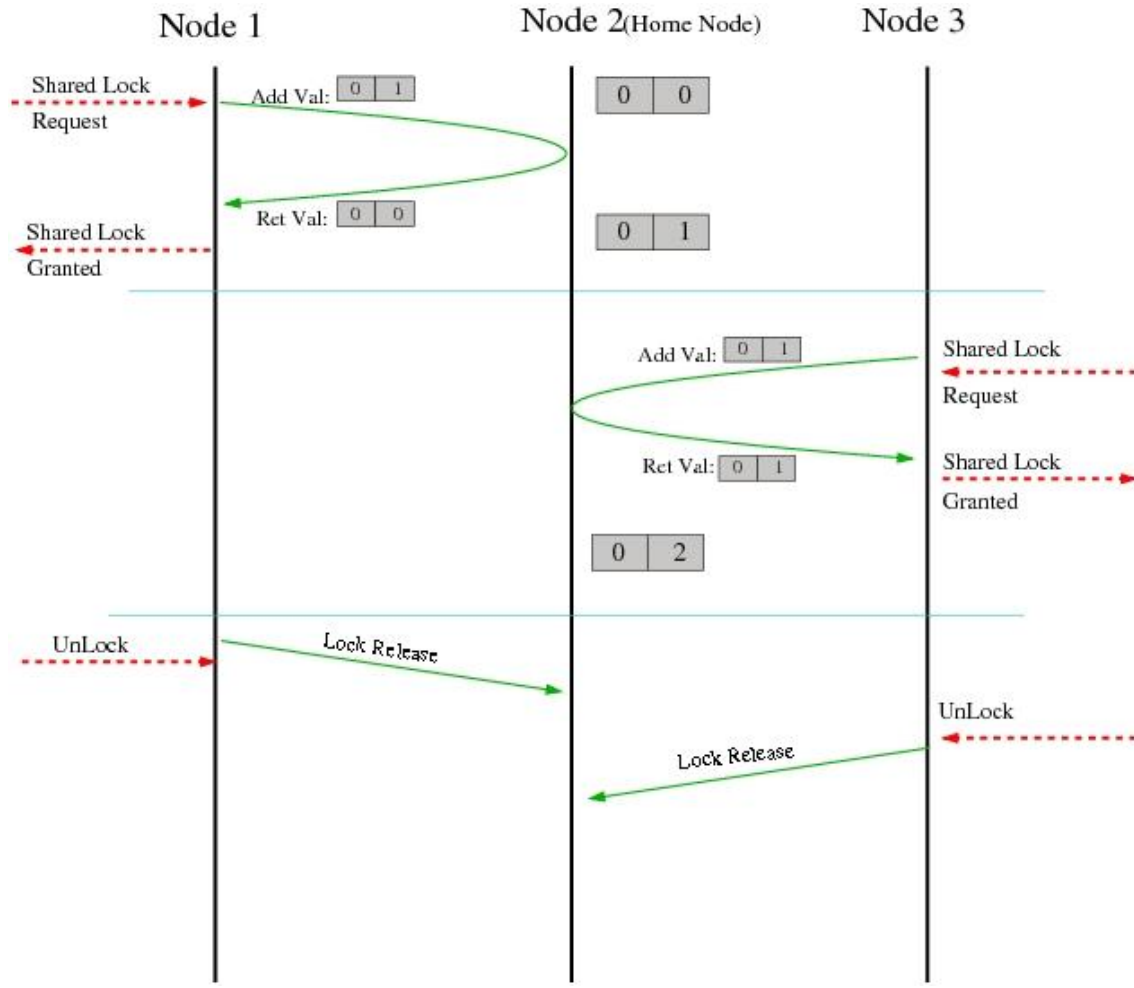 Node 1
Node 2(Home Node)
Node 3
Shared Lock
Request
Add Val: 0 1
0 0
Ret Val: 0 0
Shared Lock
Granted
0 1
Add Val: 0 1
Shared Lock
Request
Ret Val: 0 1
Shared Lock
Granted
0 2
UnLock
Lock Release
UnLock
Lock Release